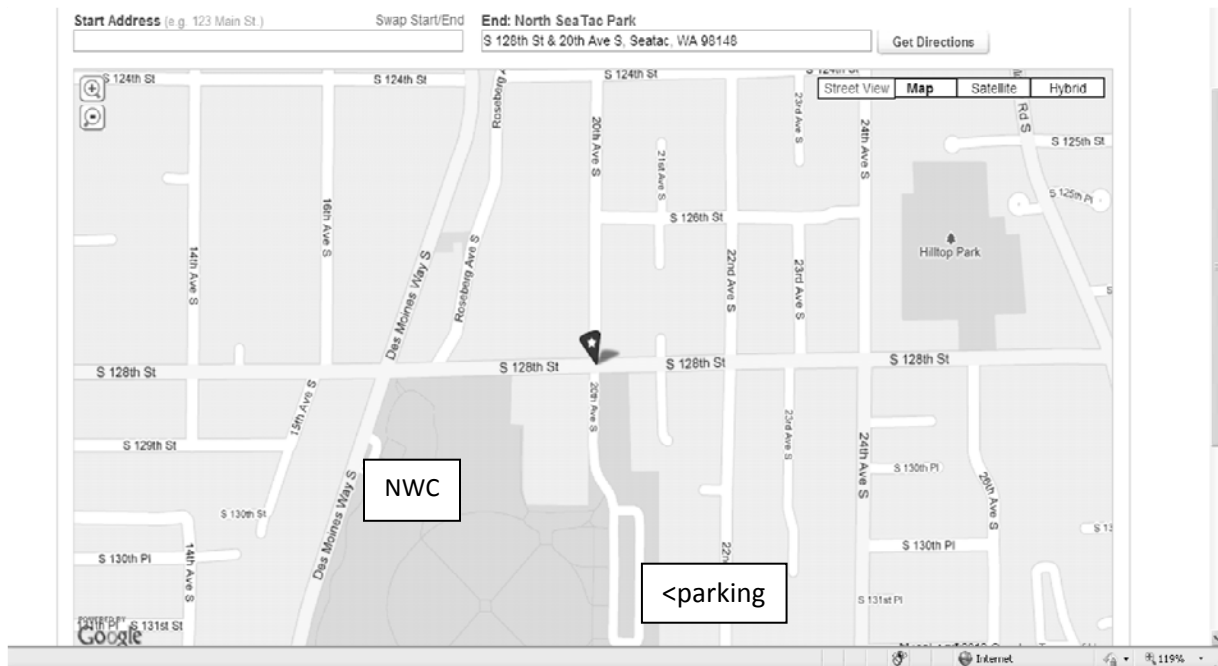 Start Address (e.g. 123 Main St.)
Swap Start/End
End: North SeaTac Park
S 128th St & 20th Ave S, Seatac, WA 98148
Get Directions
S 124th St
S 124th St
S 124th St
Street View
Map
Satellite
Hybrid
Roseberg
20th Ave S
21st Ave S
23rd Ave S
24th Ave S
Rd S
S 125th St
S 125th Pl
16th Ave S
14th Ave S
Des Moines Way S
Roseberg Ave S
S 126th St
22nd Ave S
23rd Ave S
Hilltop Park
S 128th St
S 128th St
S 128th St
S 128th St
15th Ave S
20th Ave S
23rd Ave S
24th Ave S
26th Ave S
S 129th St
NWC
S 130th Pl
S 130th St
Des Moines Way S
S 130th Pl
14th Ave S
S 130th Pl
<parking
S 131st Pl
S 131st St
POWERED BY
Google
Internet
119%